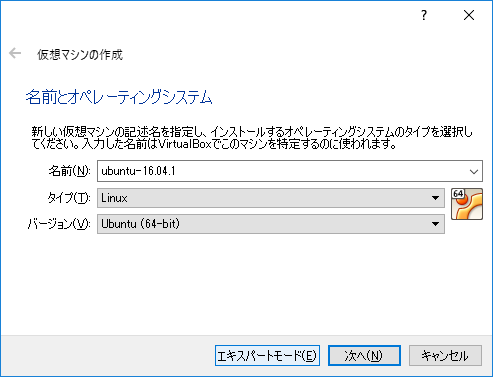 ?
仮想マシンの作成
名前とオペレーティングシステム
新しい仮想マシンの記述名を指定し、インストールするオペレーティングシステムのタイプを選択し
てください。入力した名前はVirtualBoxでこのマシンを特定するのに使われます。
名前(N): ubuntu-16.04.1
タイプ(T): Linux
64
バージョン(V): Ubuntu (64-bit)
エキスパートモード(E) 次へ(N) キャンセル